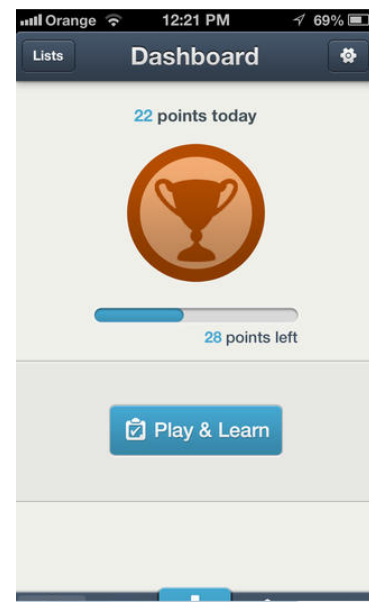 Orange 12:21 PM 69%
Lists Dashboard
22 points today
28 points left
Play & Learn